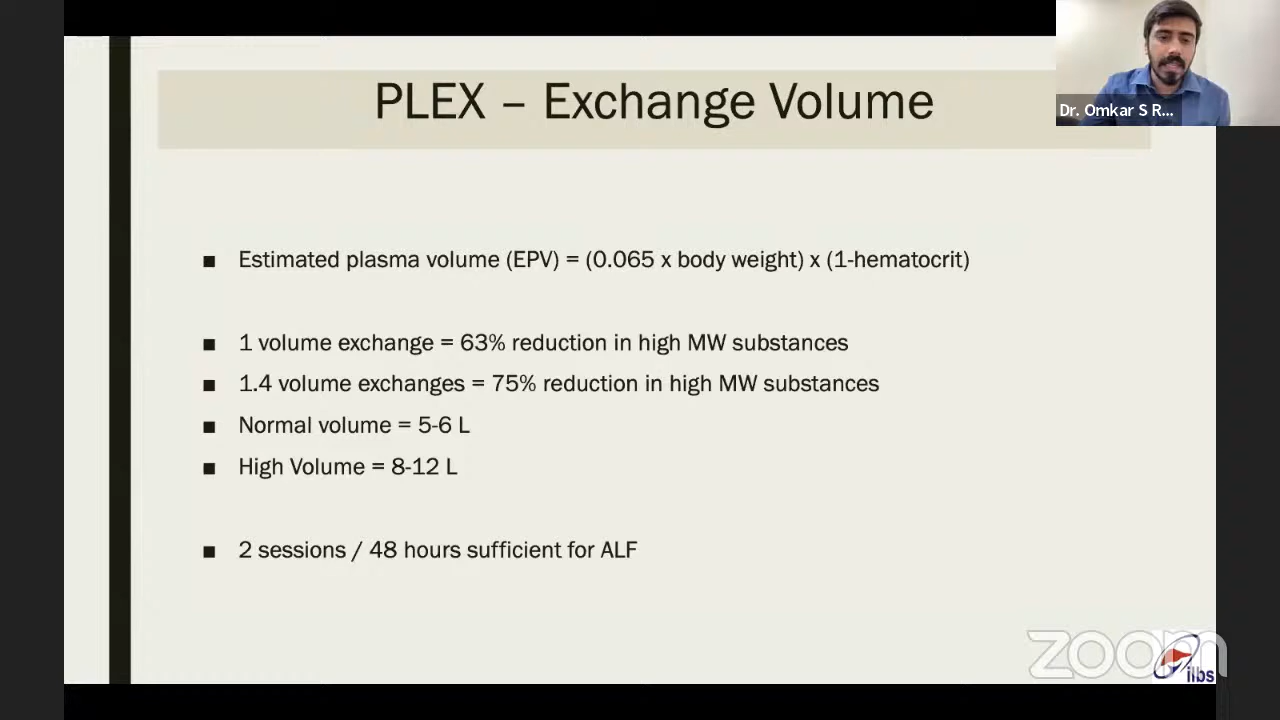 PLEX – Exchange Volume
Dr. Omkar S R...
■ Estimated plasma volume (EPV) = (0.065 x body weight) x (1-hematocrit)
■ 1 volume exchange = 63% reduction in high MW substances
■ 1.4 volume exchanges = 75% reduction in high MW substances
■ Normal volume = 5-6 L
■ High Volume = 8-12 L
■ 2 sessions / 48 hours sufficient for ALF
zoom
ilbs